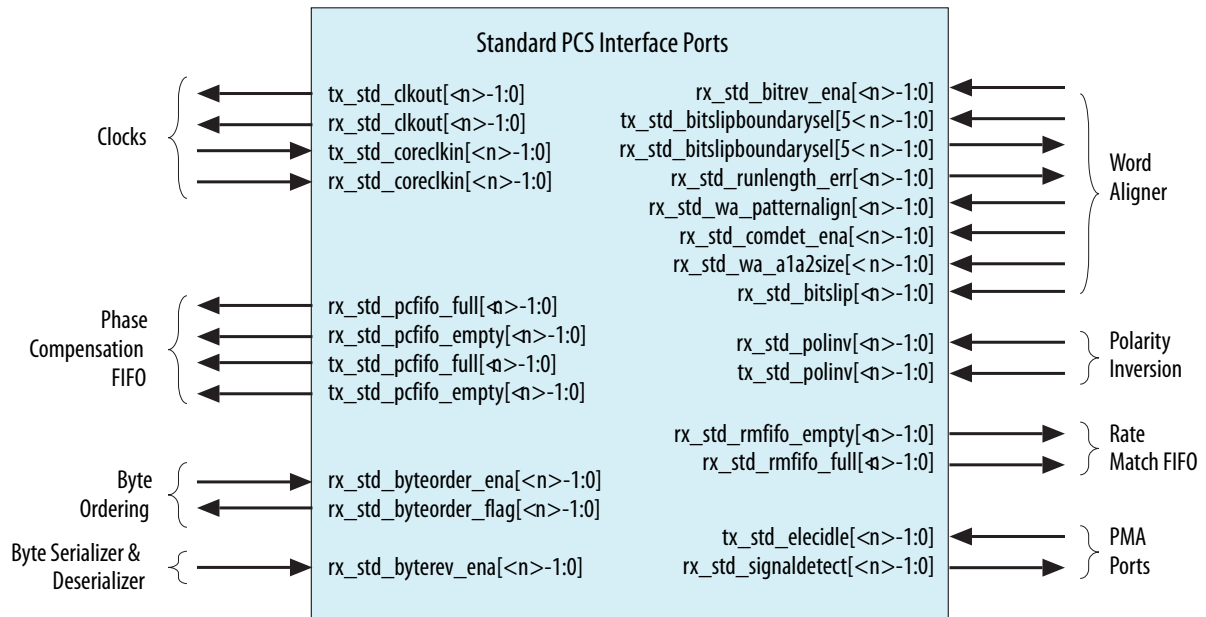 Standard PCS Interface Ports
Clocks
tx_std_clkout[<n>-1:0]
rx_std_clkout[<n>-1:0]
tx_std_coreclkin[<n>-1:0]
rx_std_coreclkin[<n>-1:0]
Phase
Compensation
FIFO
rx_std_pcfifo_full[<n>-1:0]
rx_std_pcfifo_empty[<n>-1:0]
tx_std_pcfifo_full[<n>-1:0]
tx_std_pcfifo_empty[<n>-1:0]
Byte
Ordering
rx_std_byteorder_ena[<n>-1:0]
rx_std_byteorder_flag[<n>-1:0]
Byte Serializer &
Deserializer
rx_std_byterev_ena[<n>-1:0]
rx_std_bitrev_ena[<n>-1:0]
tx_std_bitslipboundarysel[5<n>-1:0]
rx_std_bitslipboundarysel[5<n>-1:0]
rx_std_runlength_err[<n>-1:0]
rx_std_wa_patternalign[<n>-1:0]
rx_std_comdet_ena[<n>-1:0]
rx_std_wa_a1a2size[<n>-1:0]
rx_std_bitslip[<n>-1:0]
Word
Aligner
rx_std_polinv[<n>-1:0]
tx_std_polinv[<n>-1:0]
Polarity
Inversion
rx_std_rmfifo_empty[<n>-1:0]
rx_std_rmfifo_full[<n>-1:0]
Rate
Match FIFO
tx_std_elecidle[<n>-1:0]
rx_std_signaldetect[<n>-1:0]
PMA
Ports